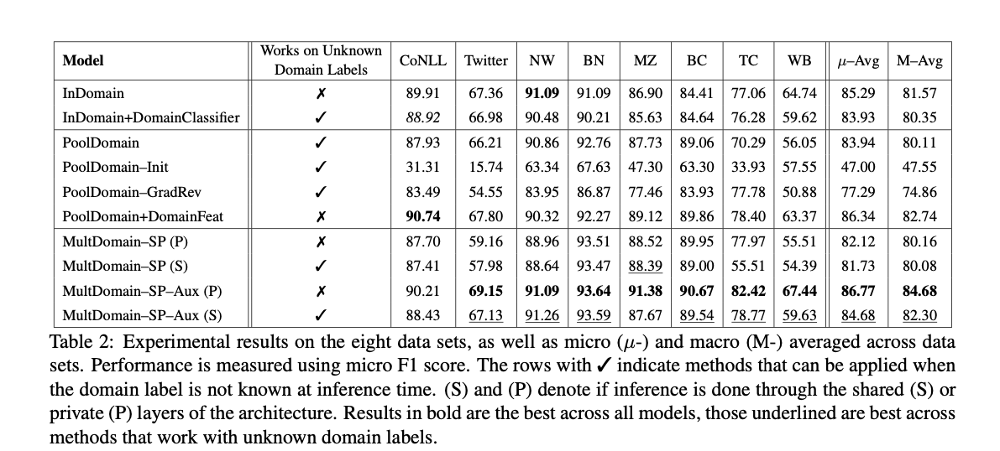 Model Works on Unknown Domain Labels CoNLL Twitter NW BN MZ BC TC WB μ–Avg M–Avg
InDomain ✗ 89.91 67.36 91.09 91.09 86.90 84.41 77.06 64.74 85.29 81.57
InDomain+DomainClassifier ✓ 88.92 66.98 90.48 90.21 85.63 84.64 76.28 59.62 83.93 80.35
PoolDomain ✓ 87.93 66.21 90.86 92.76 87.73 89.06 70.29 56.05 83.94 80.11
PoolDomain–Init ✓ 31.31 15.74 63.34 67.63 47.30 63.30 33.93 57.55 47.00 47.55
PoolDomain–GradRev ✓ 83.49 54.55 83.95 86.87 77.46 83.93 77.78 50.88 77.29 74.86
PoolDomain+DomainFeat ✗ 90.74 67.80 90.32 92.27 89.12 89.86 78.40 63.37 86.34 82.74
MultDomain–SP (P) ✗ 87.70 59.16 88.96 93.51 88.52 89.95 77.97 55.51 82.12 80.16
MultDomain–SP (S) ✓ 87.41 57.98 88.64 93.47 88.39 89.00 55.51 54.39 81.73 80.08
MultDomain–SP–Aux (P) ✗ 90.21 69.15 91.09 93.64 91.38 90.67 82.42 67.44 86.77 84.68
MultDomain–SP–Aux (S) ✓ 88.43 67.13 91.26 93.59 87.67 89.54 78.77 59.63 84.68 82.30
Table 2: Experimental results on the eight data sets, as well as micro (μ-) and macro (M-) averaged across data
sets. Performance is measured using micro F1 score. The rows with ✓ indicate methods that can be applied when
the domain label is not known at inference time. (S) and (P) denote if inference is done through the shared (S) or
private (P) layers of the architecture. Results in bold are the best across all models, those underlined are best across
methods that work with unknown domain labels.